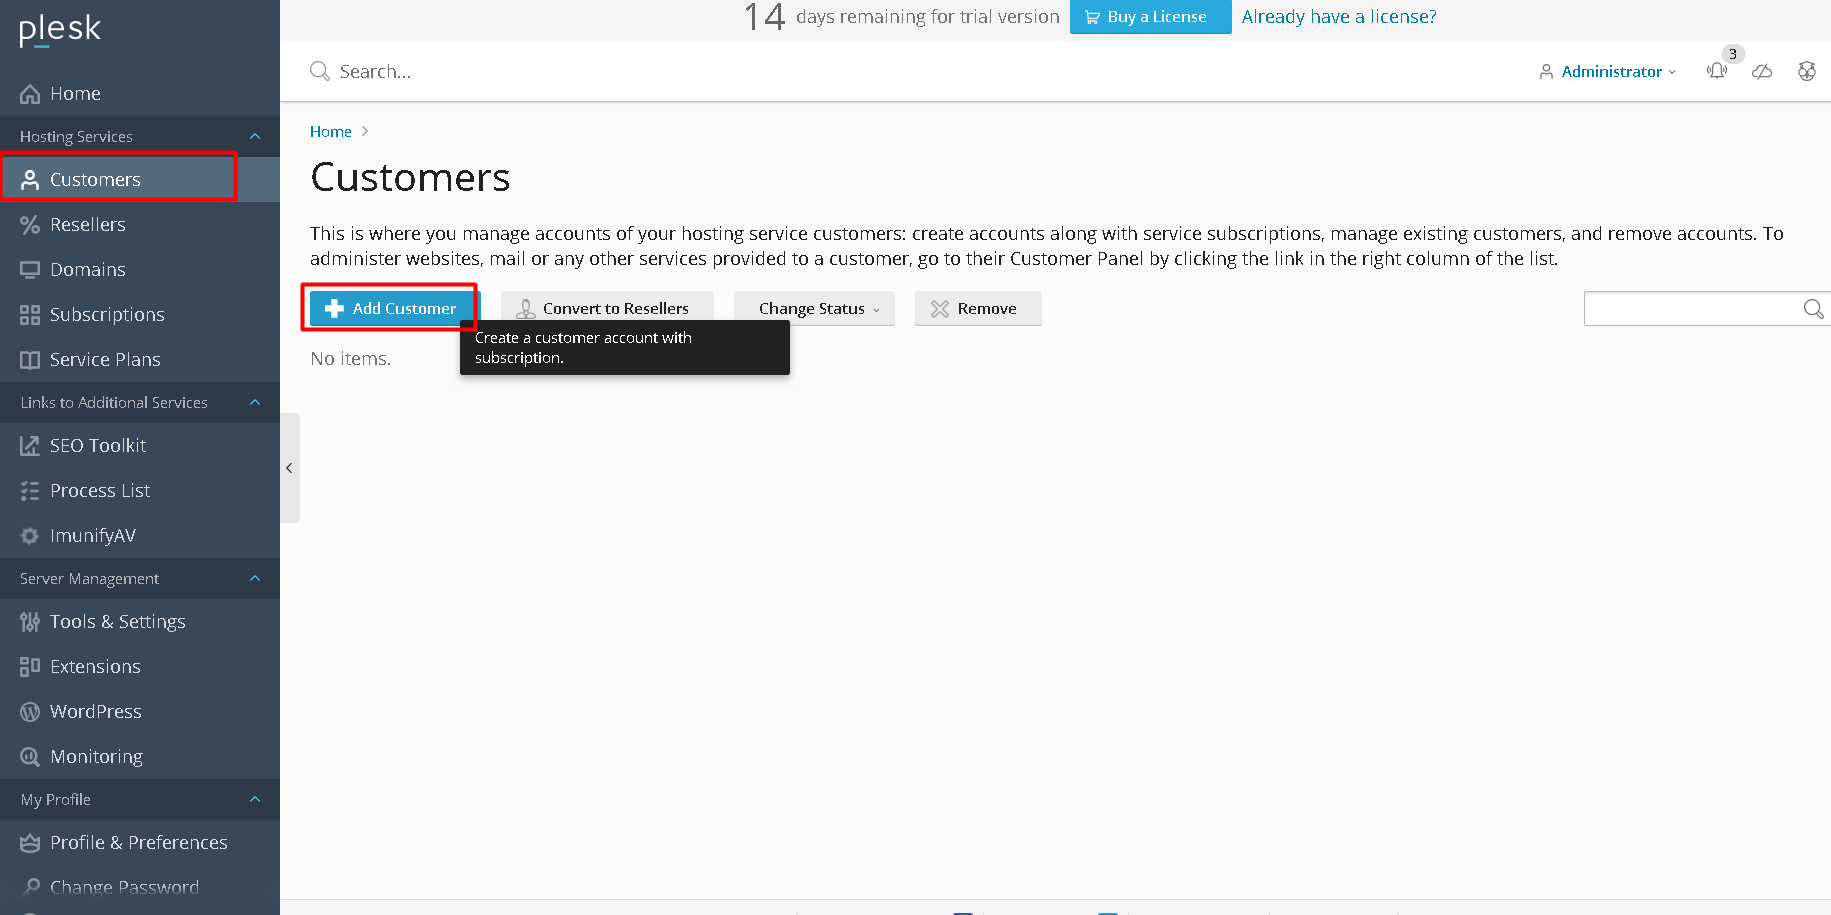 plesk
14 days remaining for trial version Buy a License Already have a license?
Search...
Administrator
3
Home
Hosting Services
Customers
Resellers
Domains
Subscriptions
Service Plans
Links to Additional Services
SEO Toolkit
Process List
ImunifyAV
Server Management
Tools & Settings
Extensions
WordPress
Monitoring
My Profile
Profile & Preferences
Change Password
Home
Customers
This is where you manage accounts of your hosting service customers: create accounts along with service subscriptions, manage existing customers, and remove accounts. To
administer websites, mail or any other services provided to a customer, go to their Customer Panel by clicking the link in the right column of the list.
Add Customer Convert to Resellers Change Status Remove
Create a customer account with
subscription.
No items.